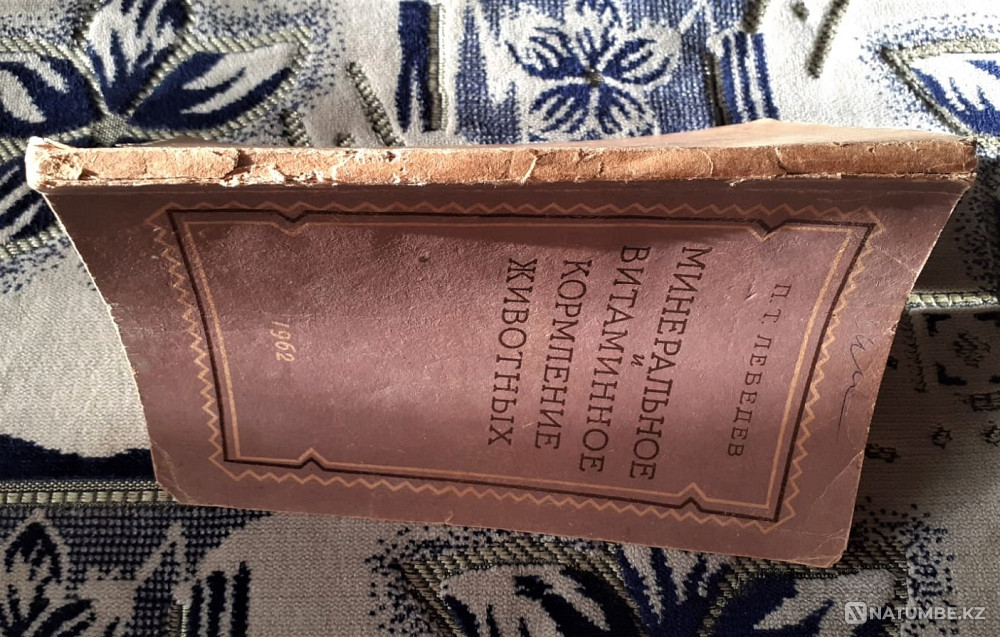 П. Т. ЛЕБЕДЕВ
МИНЕРАЛЬНОЕ
и
ВИТАМИННОЕ
КОРМЛЕНИЕ
ЖИВОТНЫХ
1962
NATUMBE.KZ